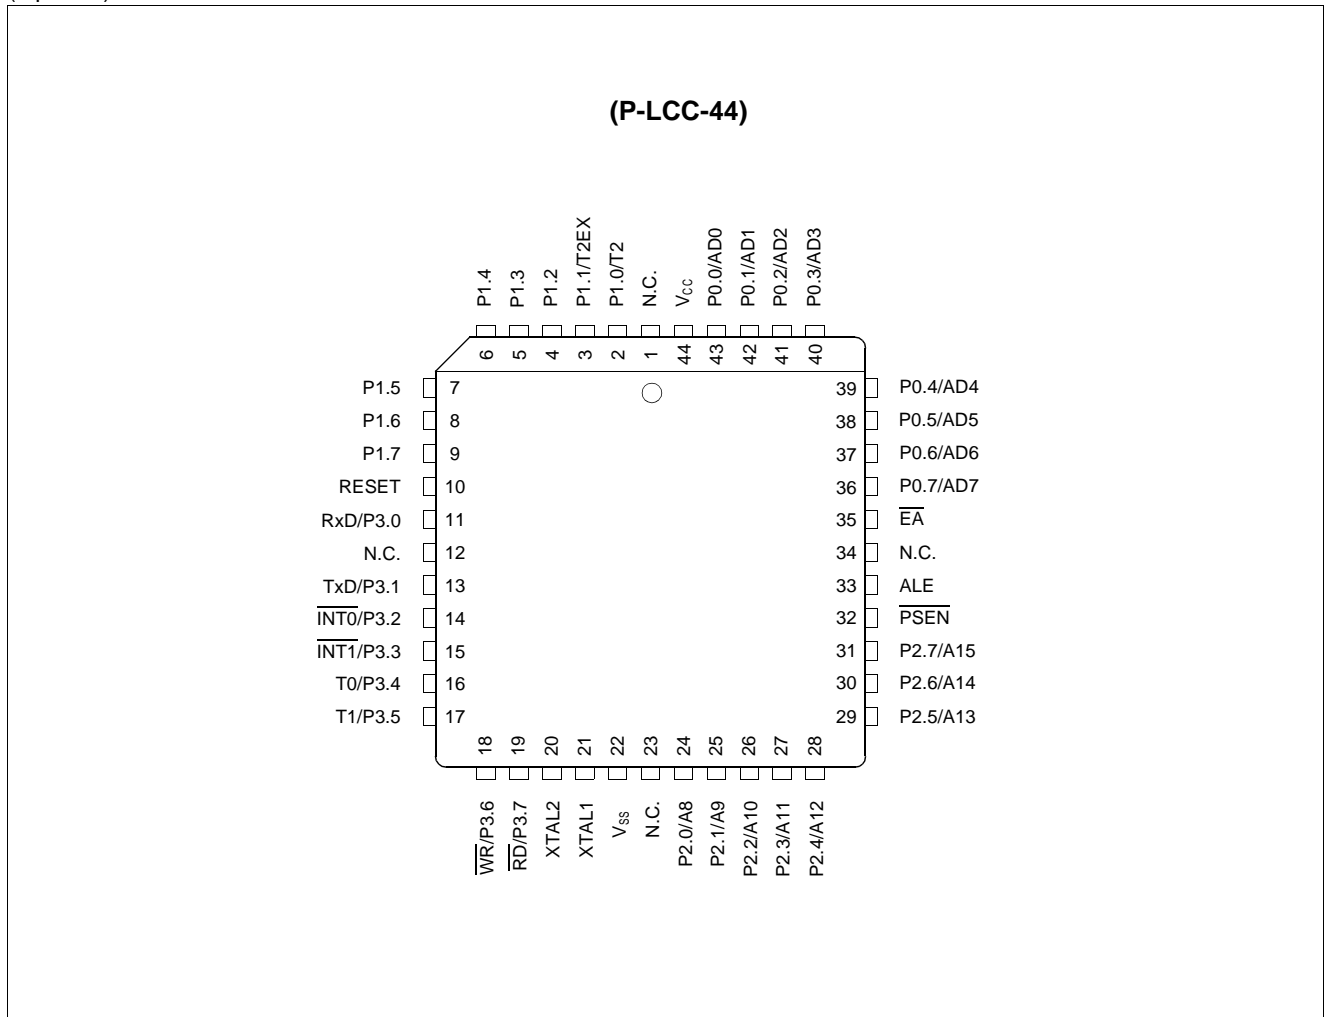 (P-LCC-44)
P1.4 P1.3 P1.2 P1.1/T2EX P1.0/T2 N.C. VCC P0.0/AD0 P0.1/AD1 P0.2/AD2 P0.3/AD3
6 5 4 3 2 1 44 43 42 41 40
P1.5 7 39 P0.4/AD4
P1.6 8 38 P0.5/AD5
P1.7 9 37 P0.6/AD6
RESET 10 36 P0.7/AD7
RxD/P3.0 11 35 E̅A̅
N.C. 12 34 N.C.
TxD/P3.1 13 33 ALE
I̅N̅T̅0̅/P3.2 14 32 P̅S̅E̅N̅
I̅N̅T̅1̅/P3.3 15 31 P2.7/A15
T0/P3.4 16 30 P2.6/A14
T1/P3.5 17 29 P2.5/A13
18 19 20 21 22 23 24 25 26 27 28
W̅R̅/P3.6 R̅D̅/P3.7 XTAL2 XTAL1 VSS N.C. P2.0/A8 P2.1/A9 P2.2/A10 P2.3/A11 P2.4/A12